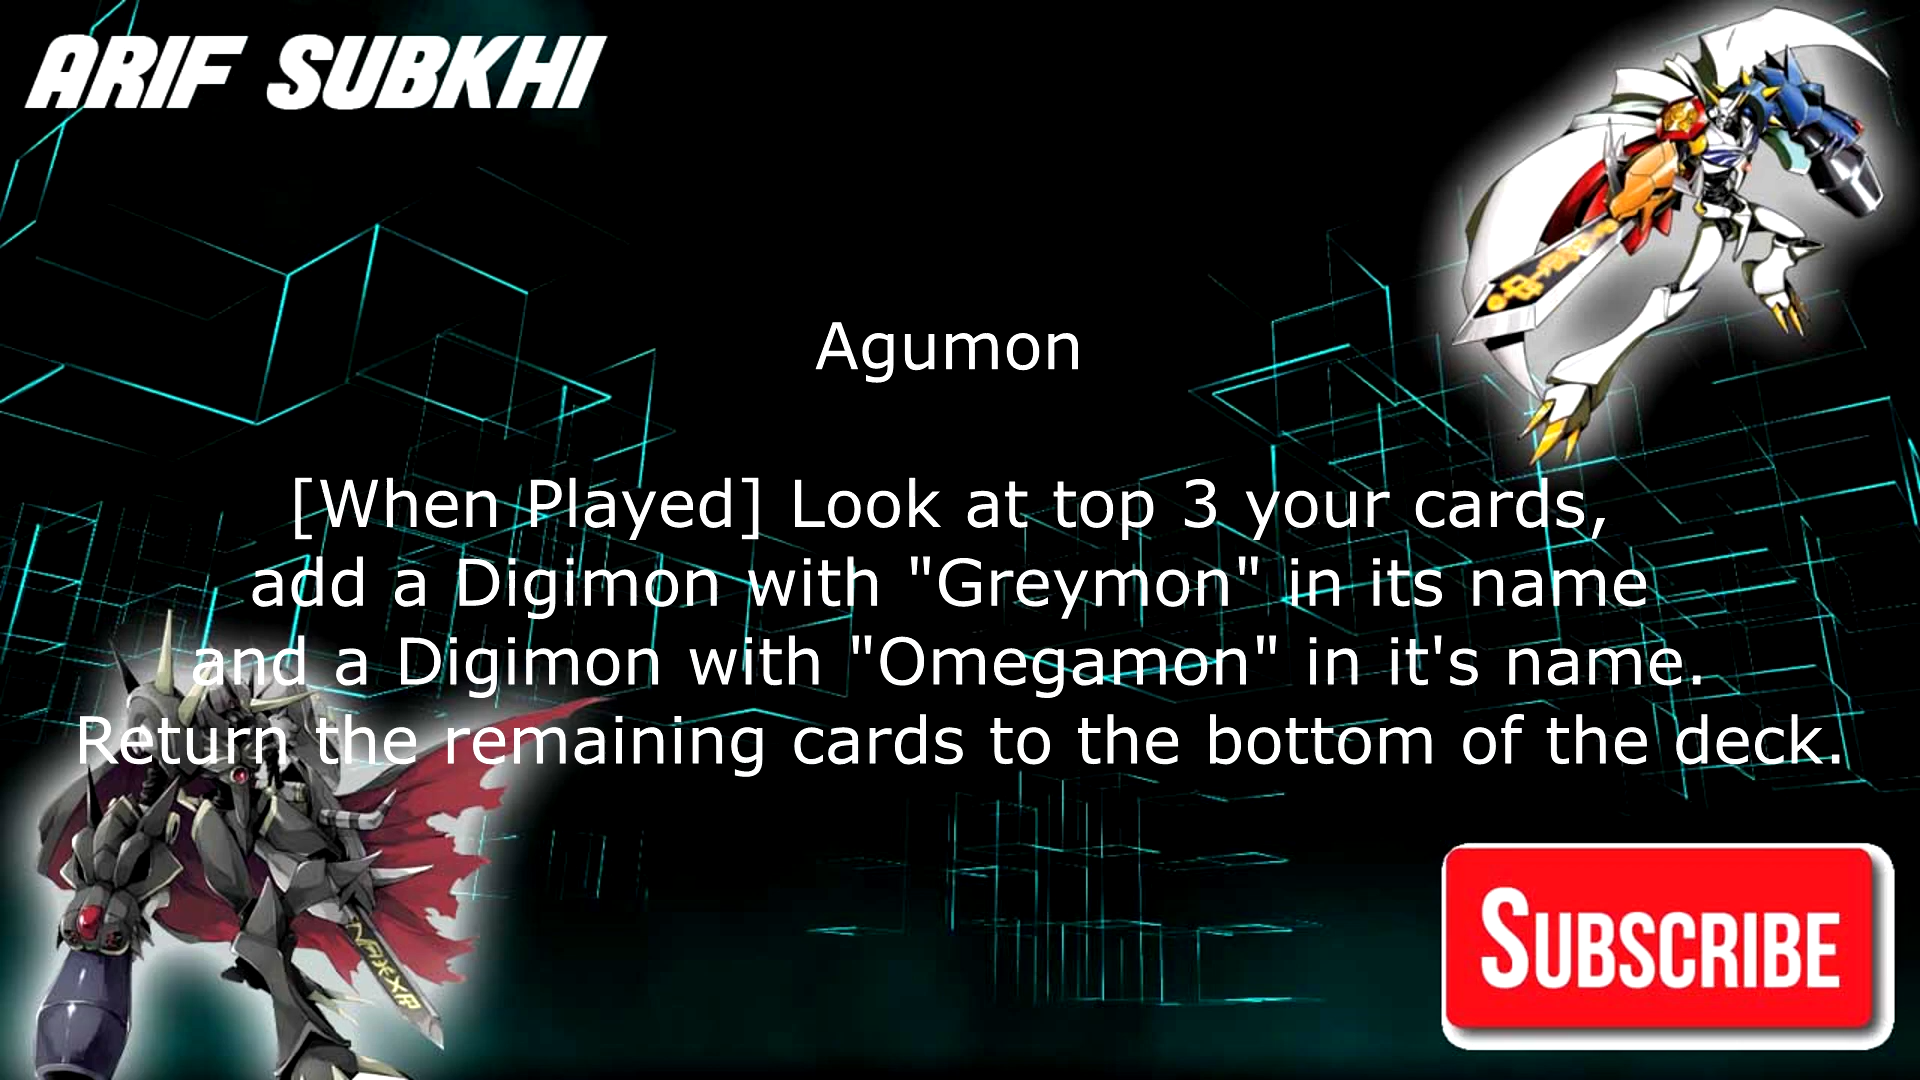 ARIF SUBKHI
Agumon
[When Played] Look at top 3 your cards,
add a Digimon with "Greymon" in its name
and a Digimon with "Omegamon" in it's name.
Return the remaining cards to the bottom of the deck.
SUBSCRIBE